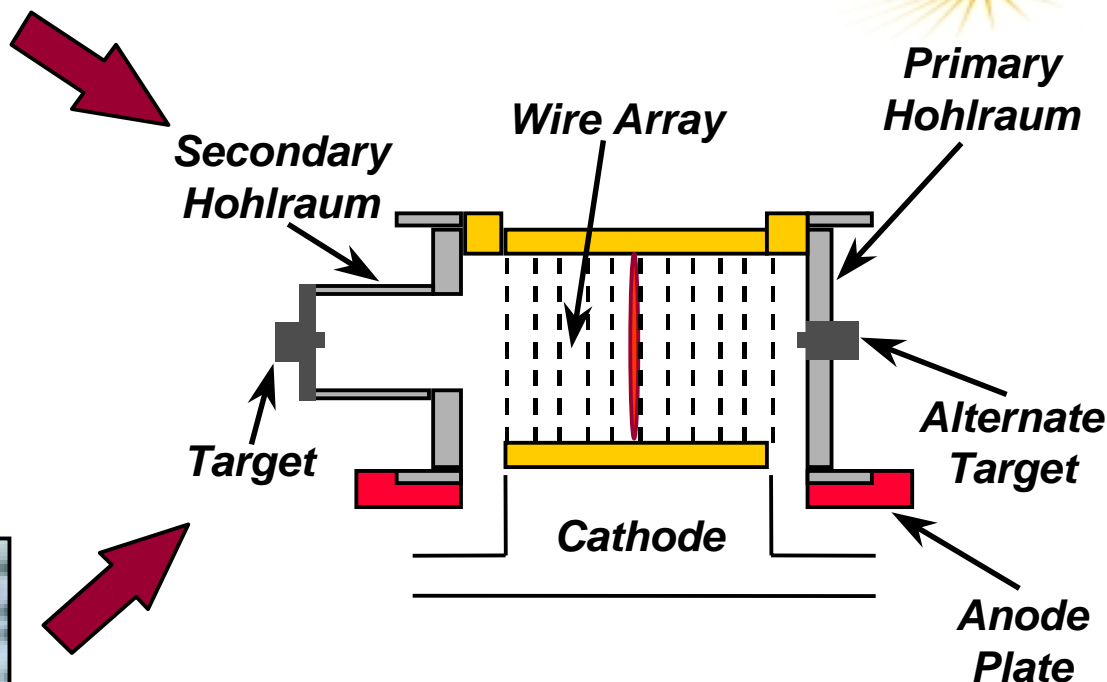 Primary
Hohlraum
Wire Array
Secondary
Hohlraum
Target
Alternate
Target
Cathode
Anode
Plate